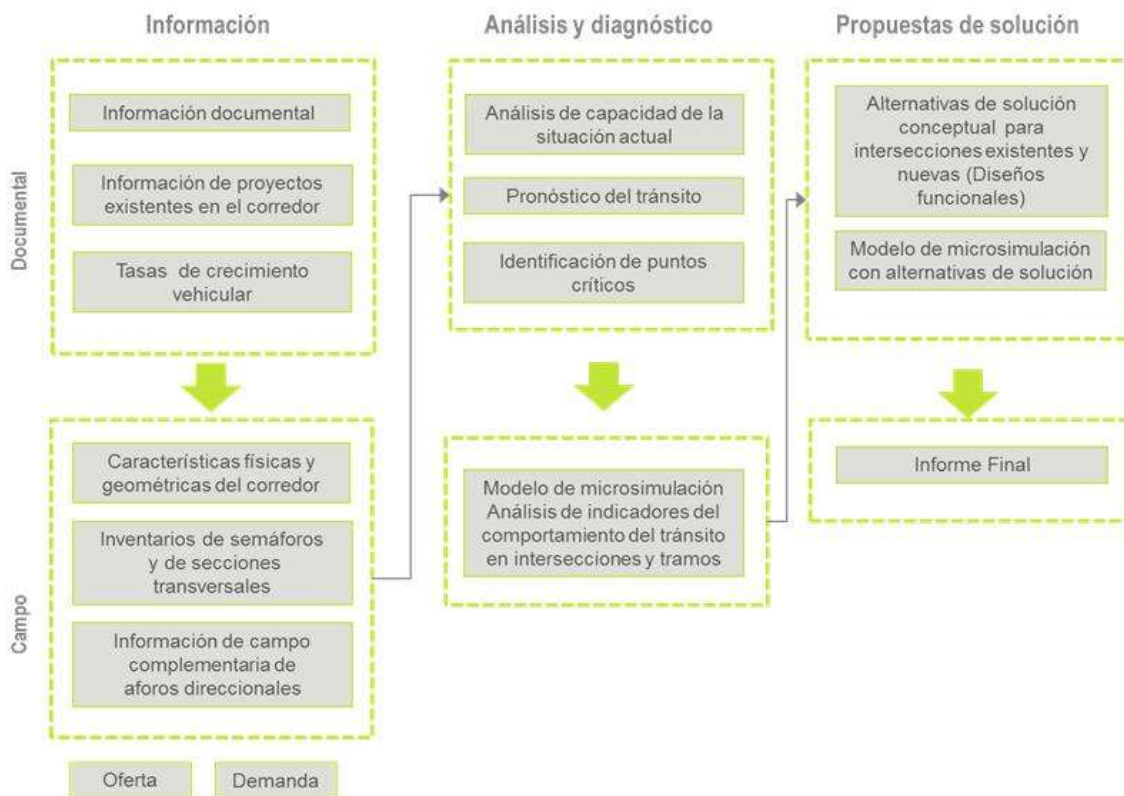 Información
Documental
Información documental
Información de proyectos
existentes en el corredor
Tasas de crecimiento
vehicular
Campo
Características físicas y
geométricas del corredor
Inventarios de semáforos
y de secciones
transversales
Información de campo
complementaria de
aforos direccionales
Oferta
Demanda
Análisis y diagnóstico
Análisis de capacidad de la
situación actual
Pronóstico del tránsito
Identificación de puntos
críticos
Modelo de microsimulación
Análisis de indicadores del
comportamiento del tránsito
en intersecciones y tramos
Propuestas de solución
Alternativas de solución
conceptual para
intersecciones existentes y
nuevas (Diseños
funcionales)
Modelo de microsimulación
con alternativas de solución
Informe Final